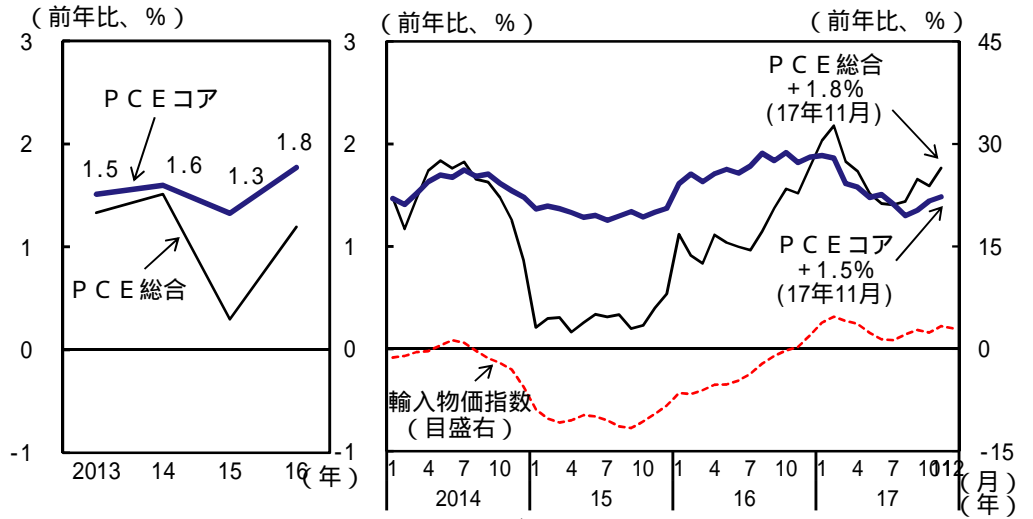 （前年比、％）
3
2
1
0
-1
ＰＣＥコア
1.5
1.6
1.3
1.8
ＰＣＥ総合
2013 14 15 16
（年）
（前年比、％）
（前年比、％）
3
2
1
0
-1
45
30
15
0
-15
ＰＣＥ総合
+1.8%
(17年11月)
ＰＣＥコア
+1.5%
(17年11月)
輸入物価指数
（目盛右）
1 4 7 10 1 4 7 10 1 4 7 10 1 4 7 10 11 12
（月）
2014 15 16 17
（年）